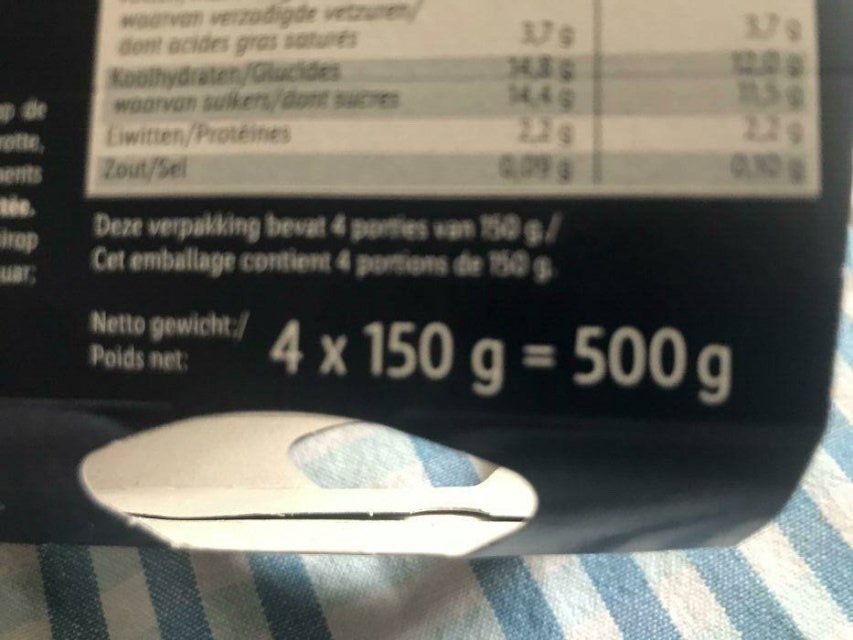 waarvan verzadigde vetzuren/
dont acides gras saturés 3,7 g 3,7 g
Koolhydraten/Glucides 14,8 g 12,0 g
waarvan suikers/dont sucres 14,4 g 11,5 g
Eiwitten/Protéines 2,2 g 2,2 g
Zout/Sel 0,09 g 0,10 g
Deze verpakking bevat 4 porties van 150 g /
Cet emballage contient 4 portions de 150 g.
Netto gewicht:/
Poids net:
4 x 150 g = 500 g